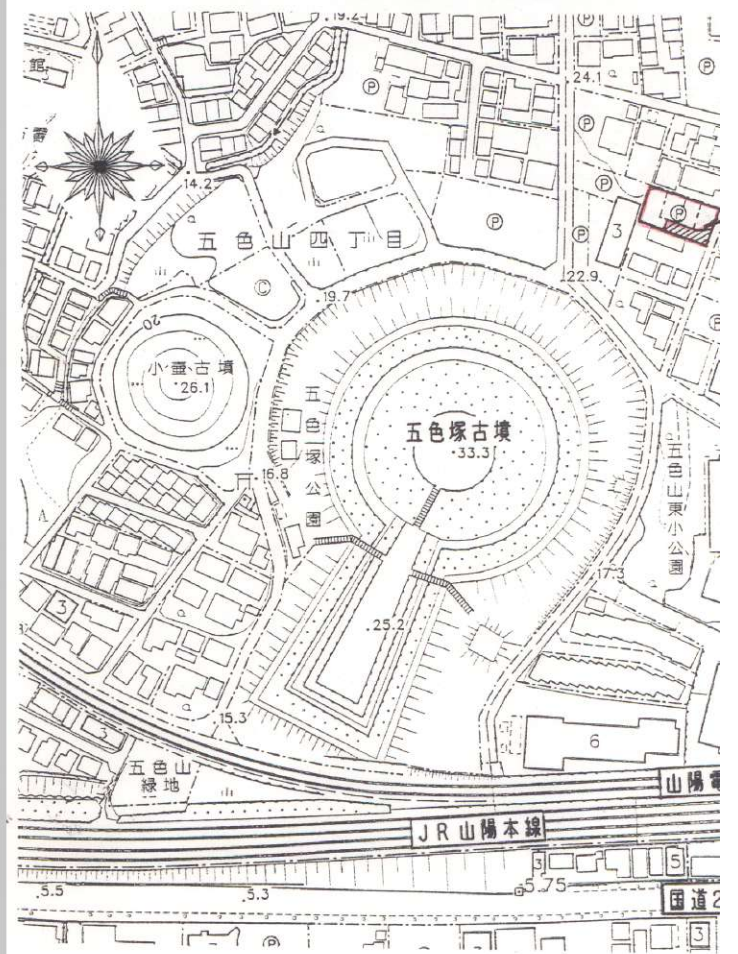 19.2
館
P
24.1
P
P
14.2
P
3
P
P
P
五色山四丁目
C
22.9
19.7
20
小壷古墳
26.1
五色塚公園
五色塚古墳
33.3
五色山東小公園
16.8
A
17.3
3
25.2
15.3
6
3
五色山
緑地
山陽電
JR山陽本線
3
5
5.75
5.5
5.3
国道2
P
3